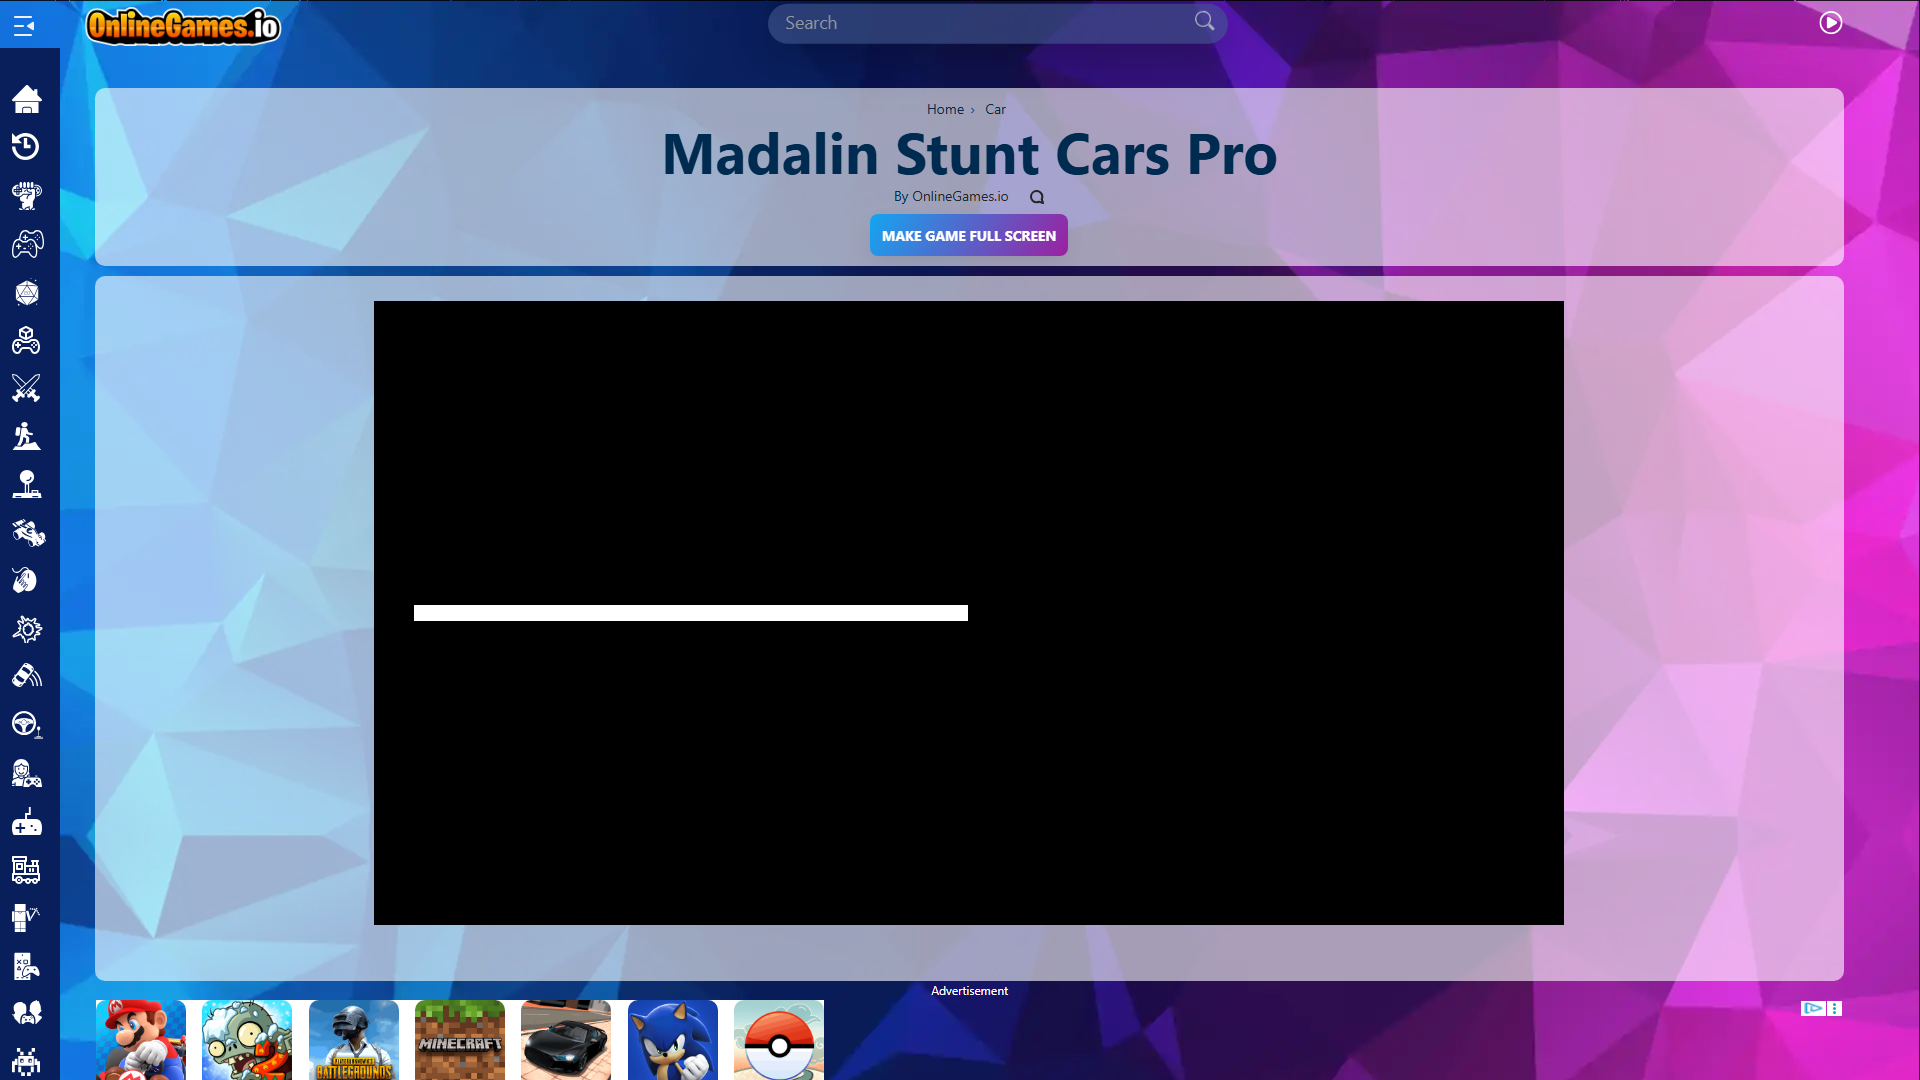 OnlineGames.io
Search
Home › Car
Madalin Stunt Cars Pro
By OnlineGames.io
MAKE GAME FULL SCREEN
Advertisement
M
BATTLEGROUNDS
MINECRAFT